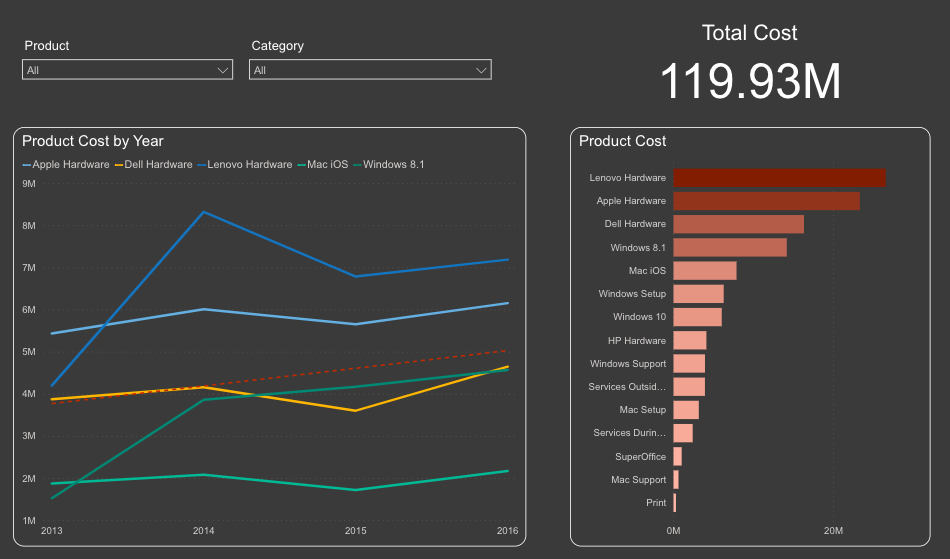 Product
All
Category
All
Total Cost
119.93M
Product Cost by Year
Apple Hardware Dell Hardware Lenovo Hardware Mac iOS Windows 8.1
9M
8M
7M
6M
5M
4M
3M
2M
1M
2013 2014 2015 2016
Product Cost
Lenovo Hardware
Apple Hardware
Dell Hardware
Windows 8.1
Mac iOS
Windows Setup
Windows 10
HP Hardware
Windows Support
Services Outsid...
Mac Setup
Services Durin...
SuperOffice
Mac Support
Print
0M 20M